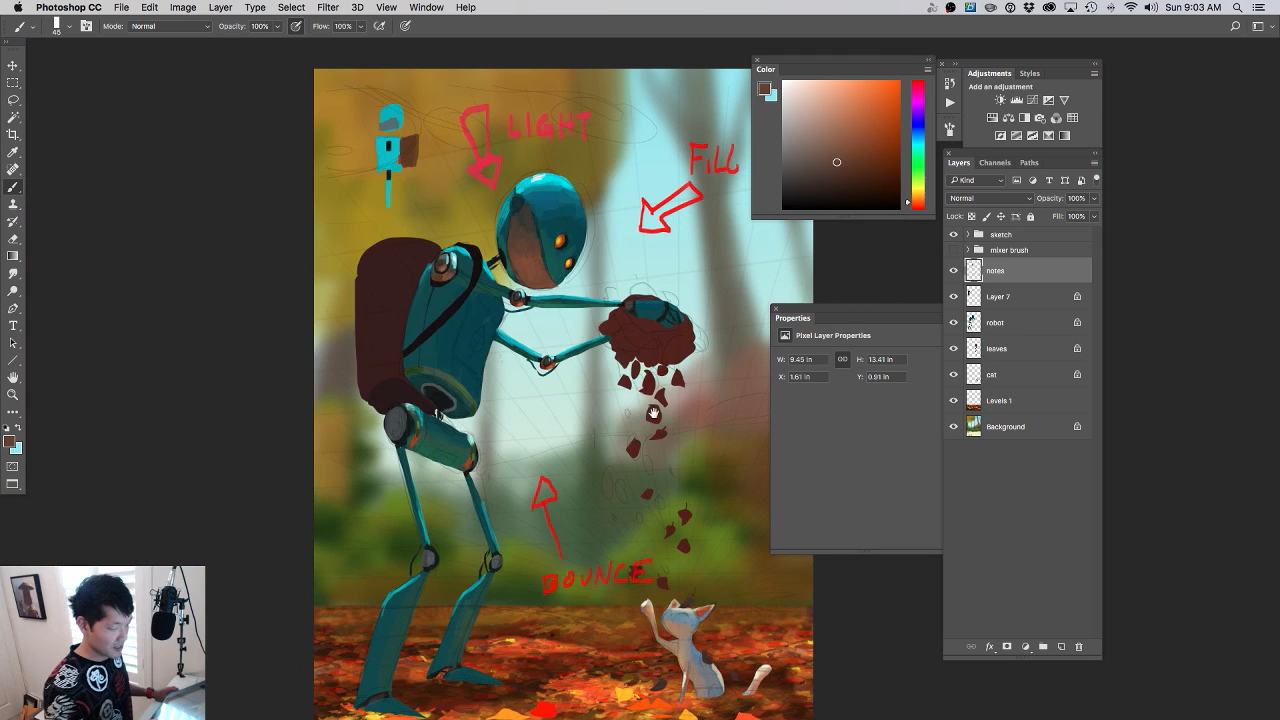 Photoshop CC File Edit Image Layer Type Select Filter 3D View Window Help Sun 9:03 AM
45 Mode: Normal Opacity: 100% Flow: 100%
Color
Adjustments Styles
Add an adjustment
LIGHT
FILL
Layers Channels Paths
Kind
Normal Opacity: 100%
Lock: Fill: 100%
sketch
mixer brush
notes
Layer 7
robot
leaves
cat
Levels 1
Background
Properties
Pixel Layer Properties
W: 9.45 in H: 13.41 in
X: 1.61 in Y: 0.91 in
BOUNCE
fx